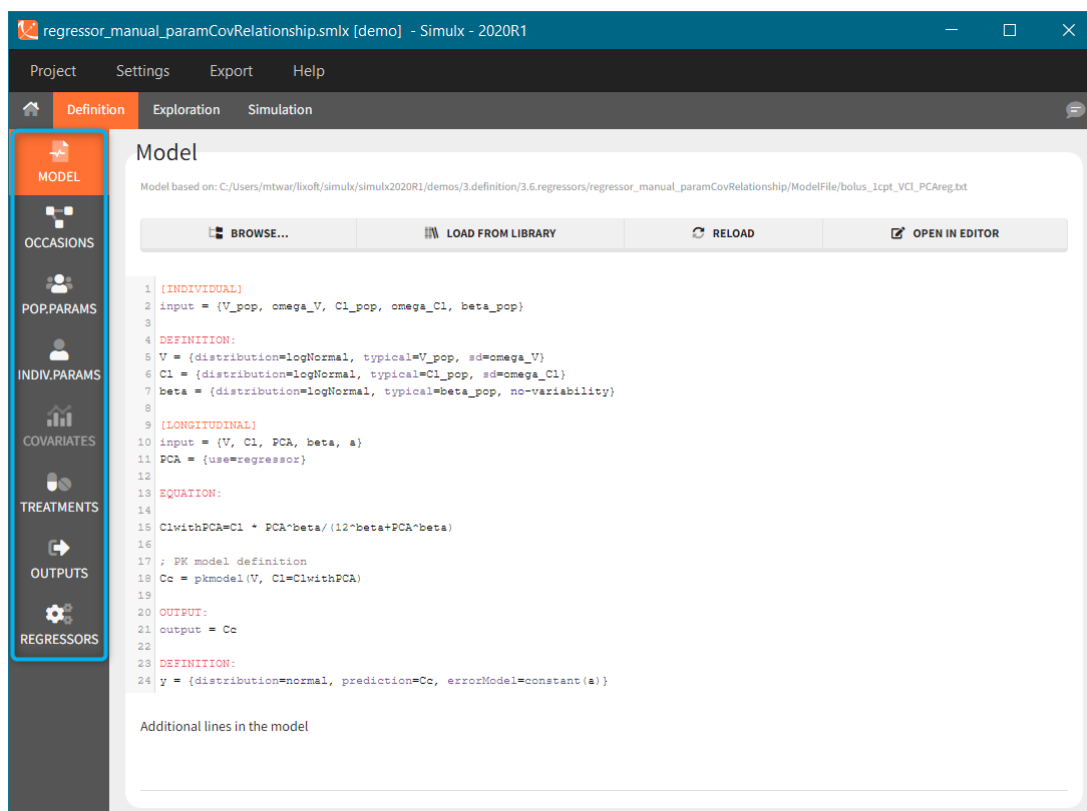 regressor_manual_paramCovRelationship.smlx [demo] - Simulx - 2020R1
Project Settings Export Help
Definition Exploration Simulation
MODEL
OCCASIONS
POP.PARAMS
INDIV.PARAMS
COVARIATES
TREATMENTS
OUTPUTS
REGRESSORS
Model
Model based on: C:/Users/mtwar/lixoft/simulx/simulx2020R1/demos/3.definition/3.6.regressors/regressor_manual_paramCovRelationship/ModelFile/bolus_1cpt_VCl_PCAreg.txt
BROWSE... LOAD FROM LIBRARY RELOAD OPEN IN EDITOR
1 [INDIVIDUAL]
2 input = {V_pop, omega_V, Cl_pop, omega_Cl, beta_pop}
3
4 DEFINITION:
5 V = {distribution=logNormal, typical=V_pop, sd=omega_V}
6 Cl = {distribution=logNormal, typical=Cl_pop, sd=omega_Cl}
7 beta = {distribution=logNormal, typical=beta_pop, no-variability}
8
9 [LONGITUDINAL]
10 input = {V, Cl, PCA, beta, a}
11 PCA = {use=regressor}
12
13 EQUATION:
14
15 ClwithPCA=Cl * PCA^beta/(12^beta+PCA^beta)
16
17 ; PK model definition
18 Cc = pkmodel(V, Cl=ClwithPCA)
19
20 OUTPUT:
21 output = Cc
22
23 DEFINITION:
24 y = {distribution=normal, prediction=Cc, errorModel=constant(a)}
Additional lines in the model